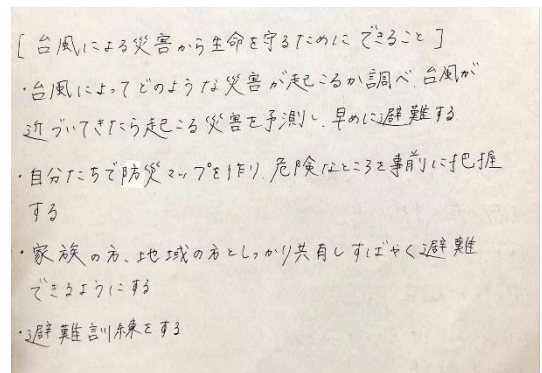 [台風による災害から生命を守るためにできること]
・台風によってどのような災害が起こるか調べ、台風が
近づいてきたら起こる災害を予測し、早めに避難する
・自分たちで防災マップを作り、危険なところを事前に把握
する
・家族の方、地域の方としっかり共有しすばやく避難
できるようにする
・避難訓練をする